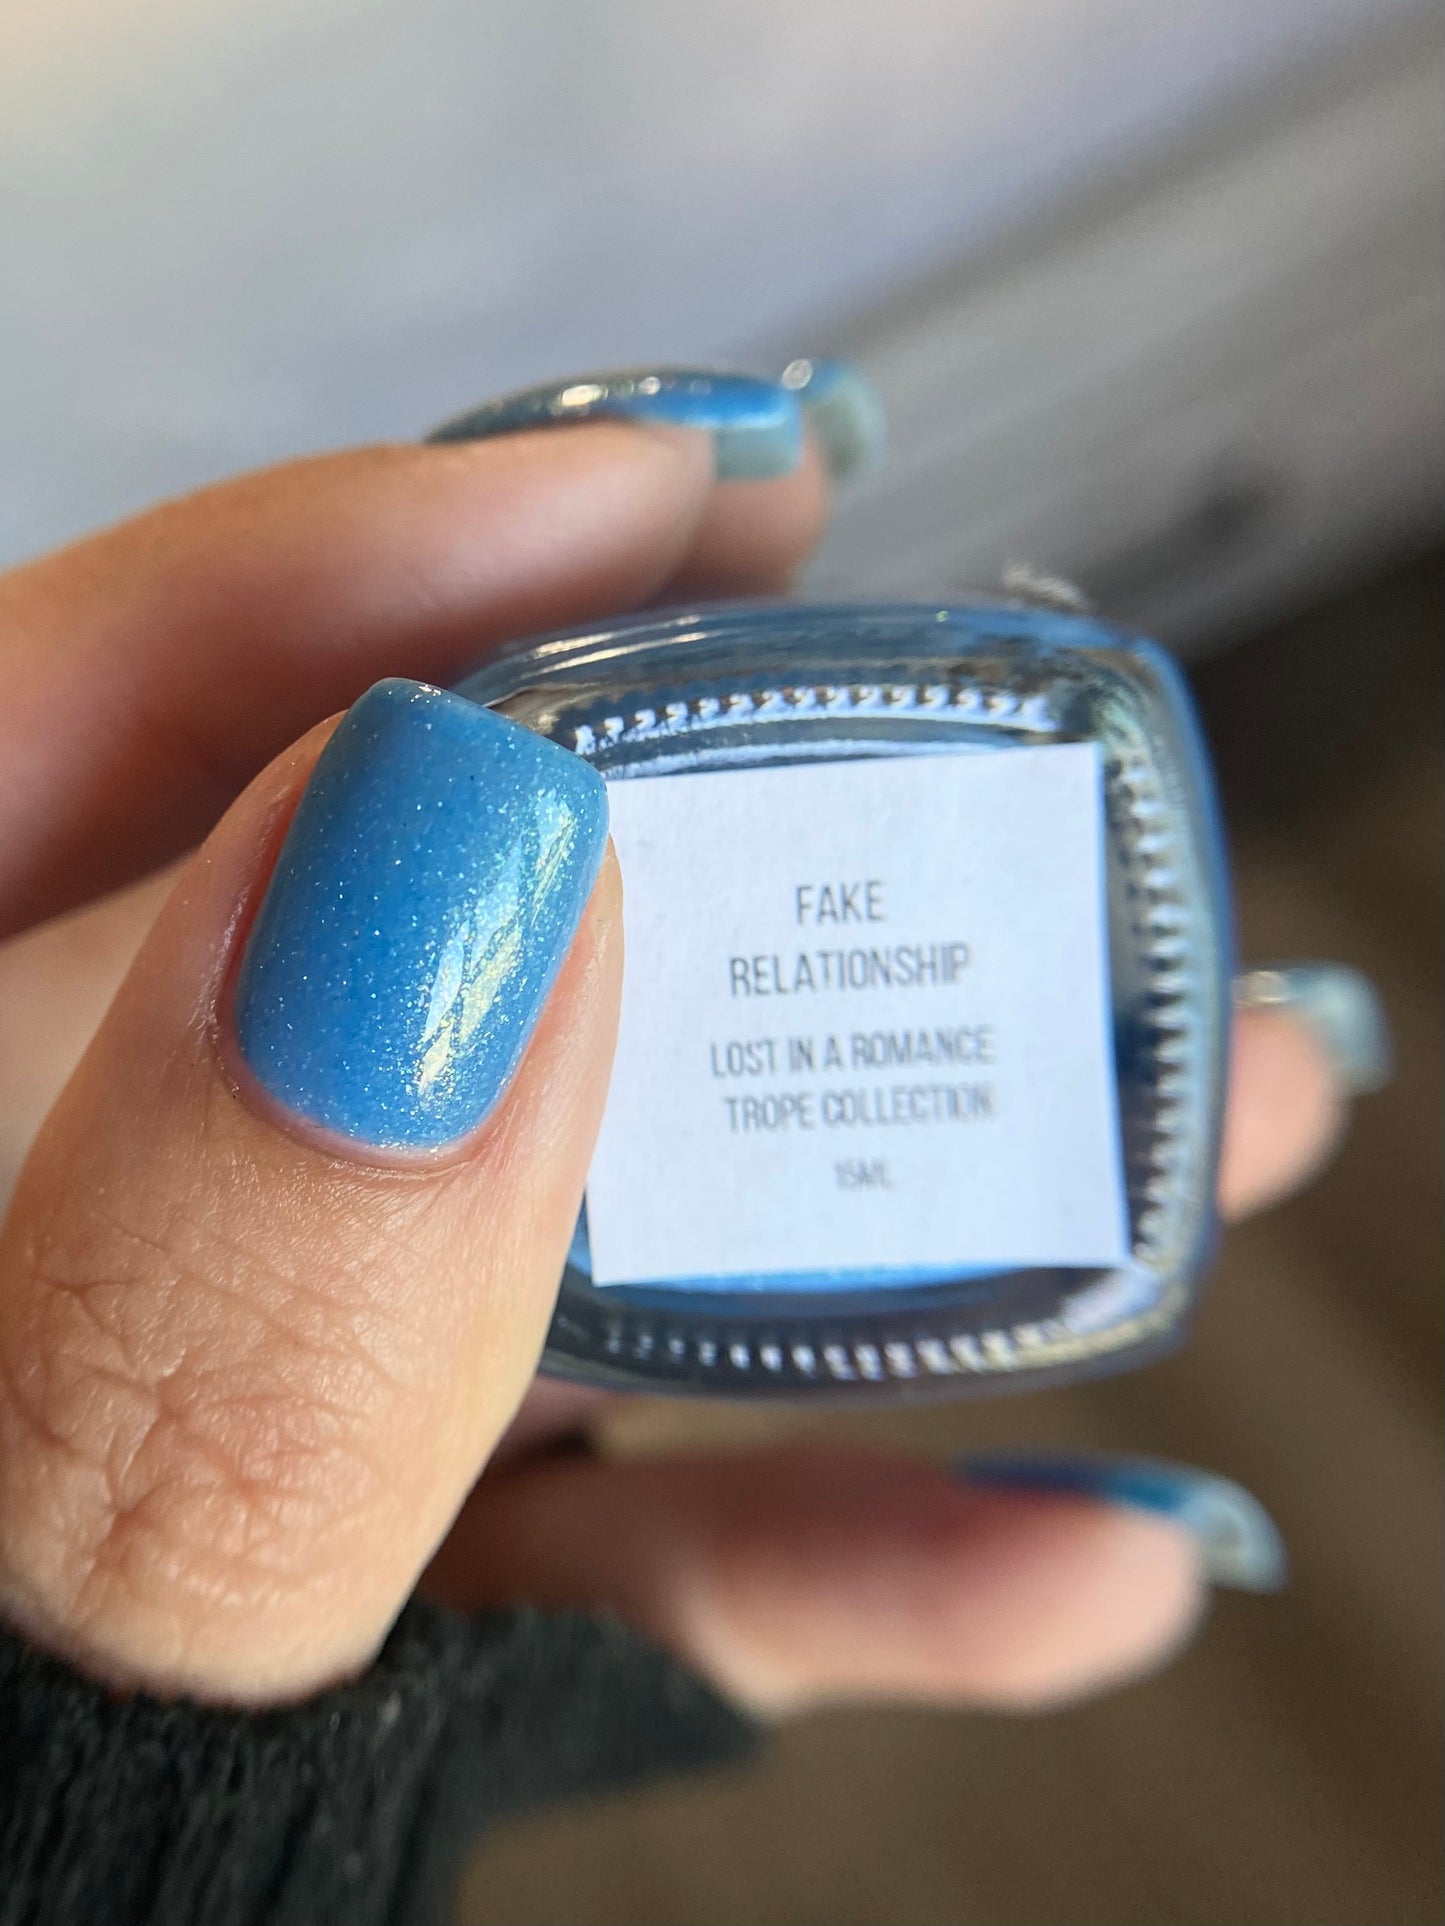 FAKE
RELATIONSHIP
LOST IN A ROMANCE
TROPE COLLECTION
15ML